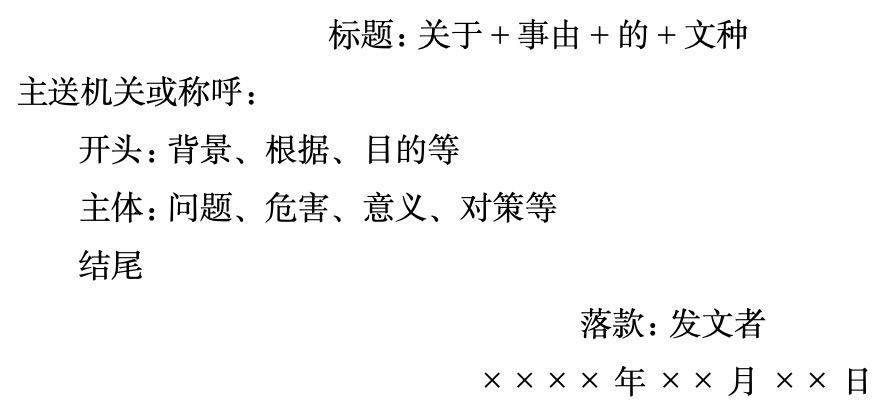 标题：关于 + 事由 + 的 + 文种
主送机关或称呼：
开头：背景、根据、目的等
主体：问题、危害、意义、对策等
结尾
落款：发文者
× × × × 年 × × 月 × × 日